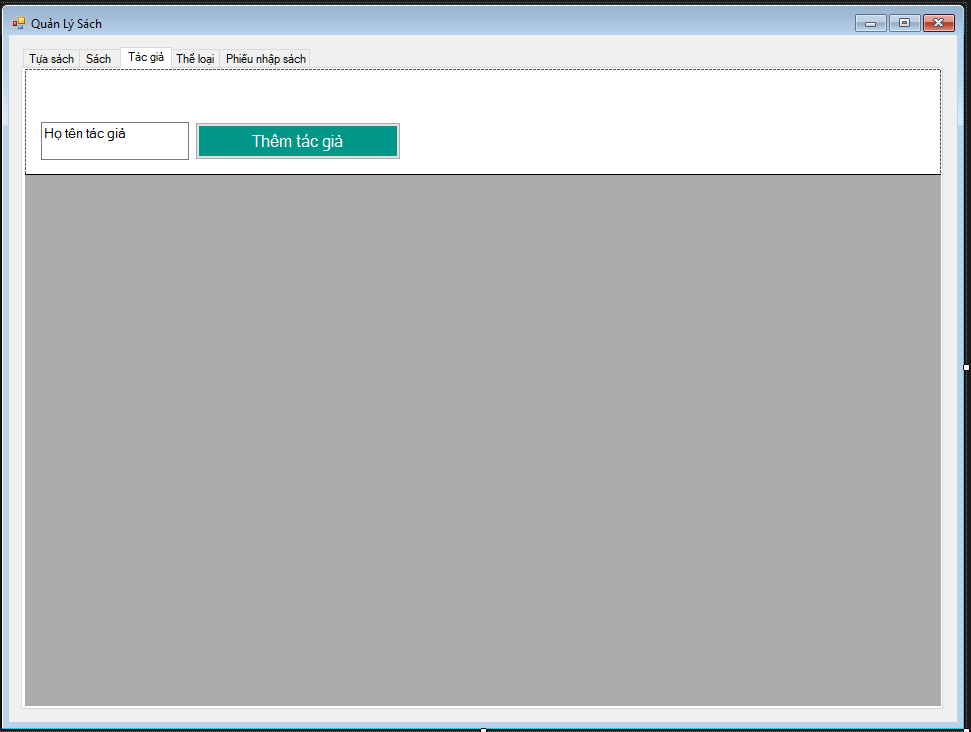 Quản Lý Sách
Tựa sách Sách Tác giả Thể loại Phiếu nhập sách
Họ tên tác giả Thêm tác giả